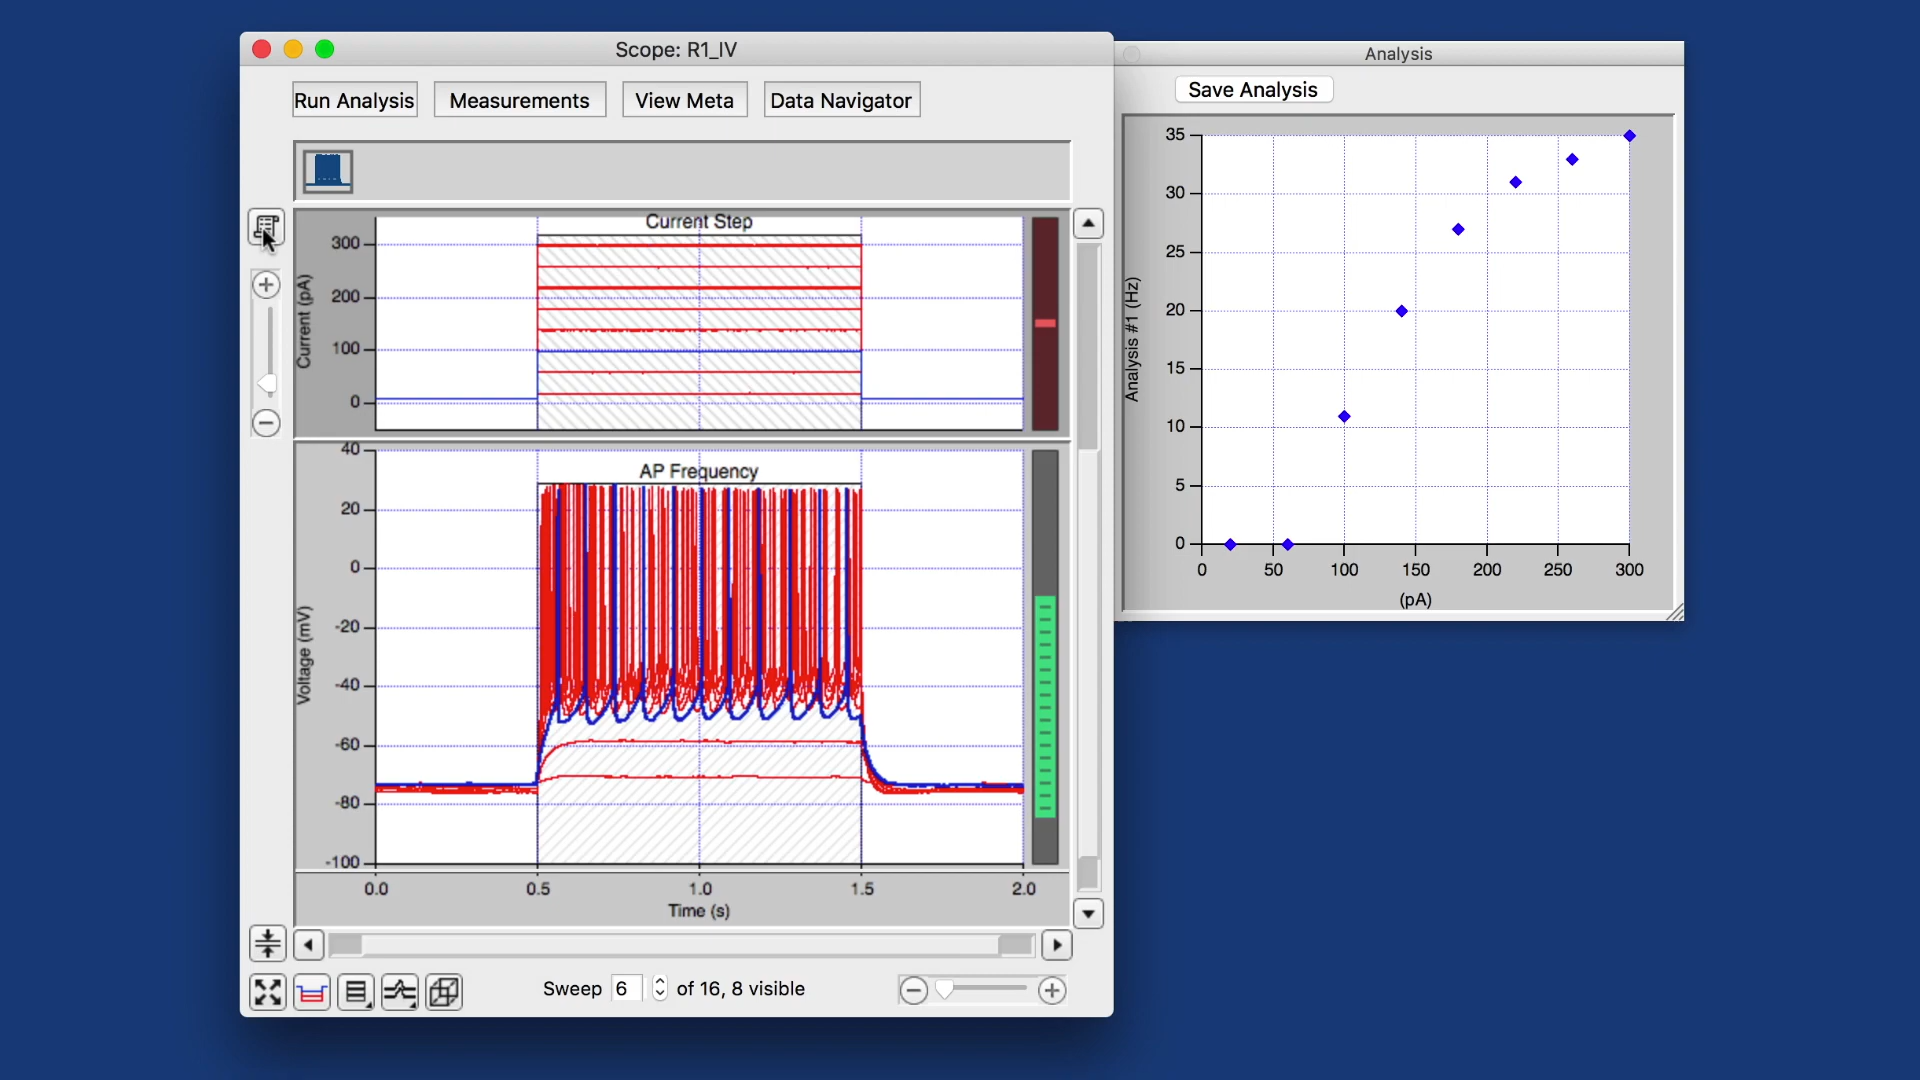 Scope: R1_IV
Run Analysis
Measurements
View Meta
Data Navigator
Current Step
300
200
100
0
Current (pA)
AP Frequency
40
20
0
-20
-40
-60
-80
-100
Voltage (mV)
0.0 0.5 1.0 1.5 2.0
Time (s)
Sweep 6 of 16, 8 visible
Analysis
Save Analysis
35
30
25
20
15
10
5
0
Analysis #1 (Hz)
0 50 100 150 200 250 300
(pA)